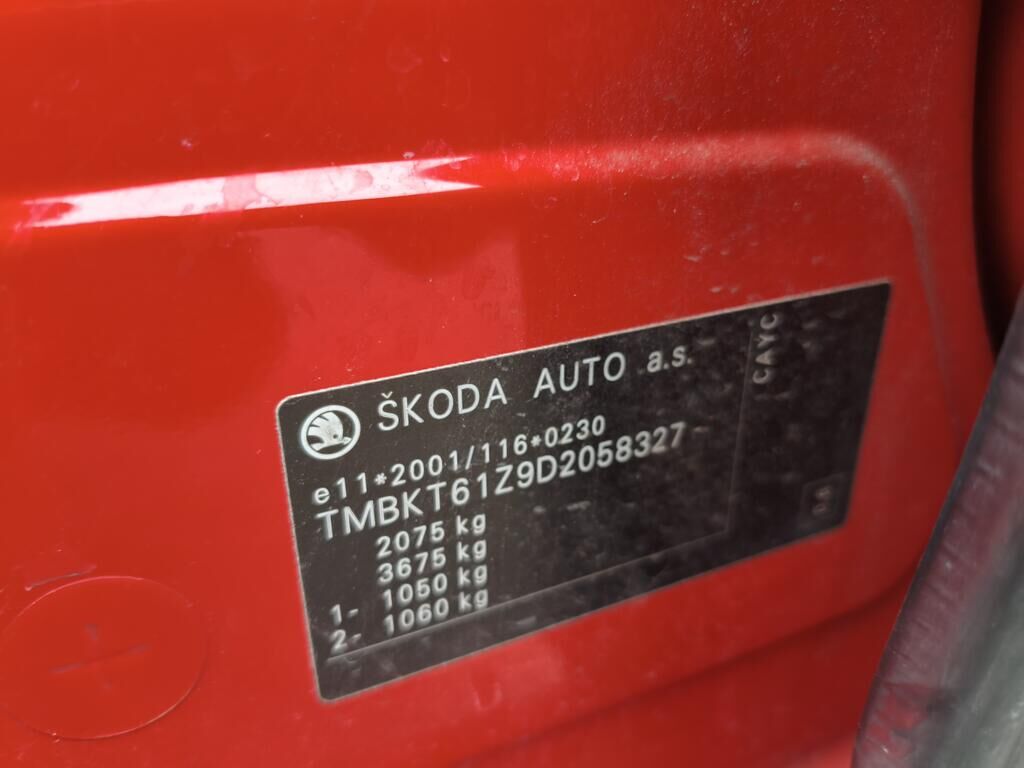 ŠKODA AUTO a.s.
e11*2001/116*0230
TMBKT61Z9D2058327
2075 kg
3675 kg
1- 1050 kg
2- 1060 kg
CAYC